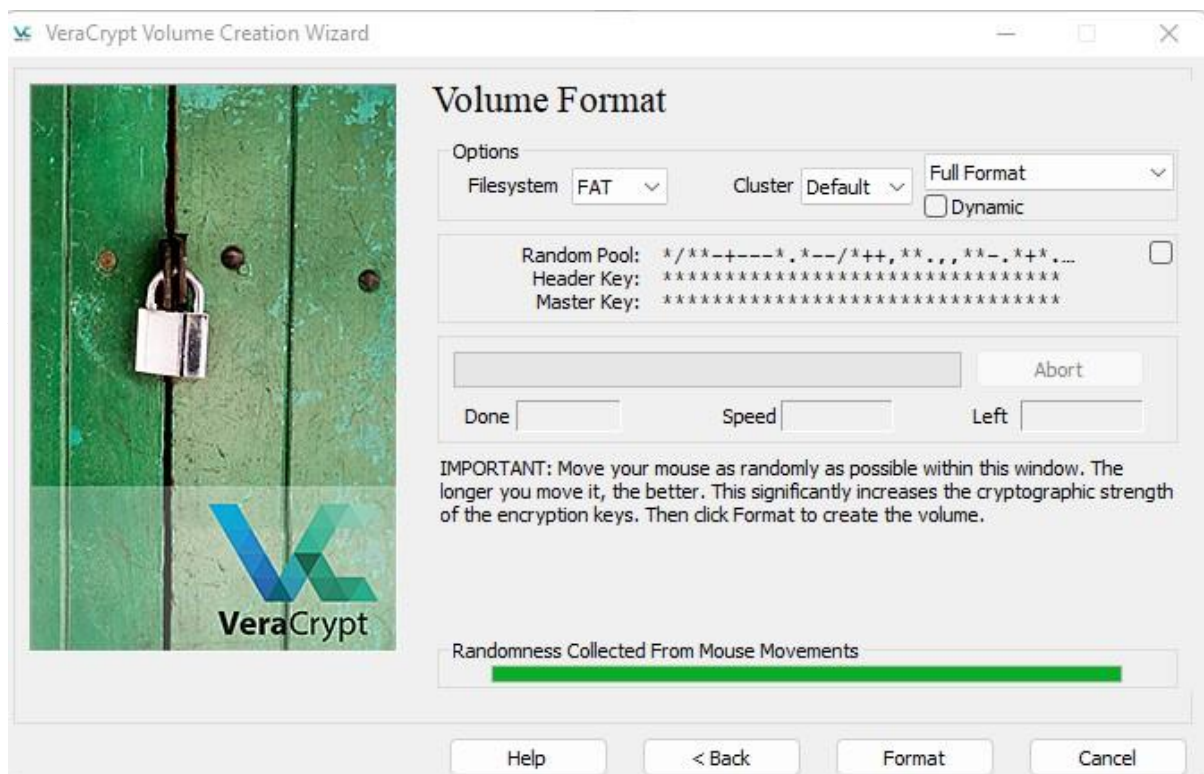 VeraCrypt Volume Creation Wizard
Volume Format
Options
Filesystem FAT Cluster Default Full Format
Dynamic
Random Pool: */**-+---*.*--/*++,**.,,**-.*+*....
Header Key: ********************************
Master Key: ********************************
Abort
Done Speed Left
IMPORTANT: Move your mouse as randomly as possible within this window. The
longer you move it, the better. This significantly increases the cryptographic strength
of the encryption keys. Then click Format to create the volume.
VeraCrypt
Randomness Collected From Mouse Movements
Help < Back Format Cancel